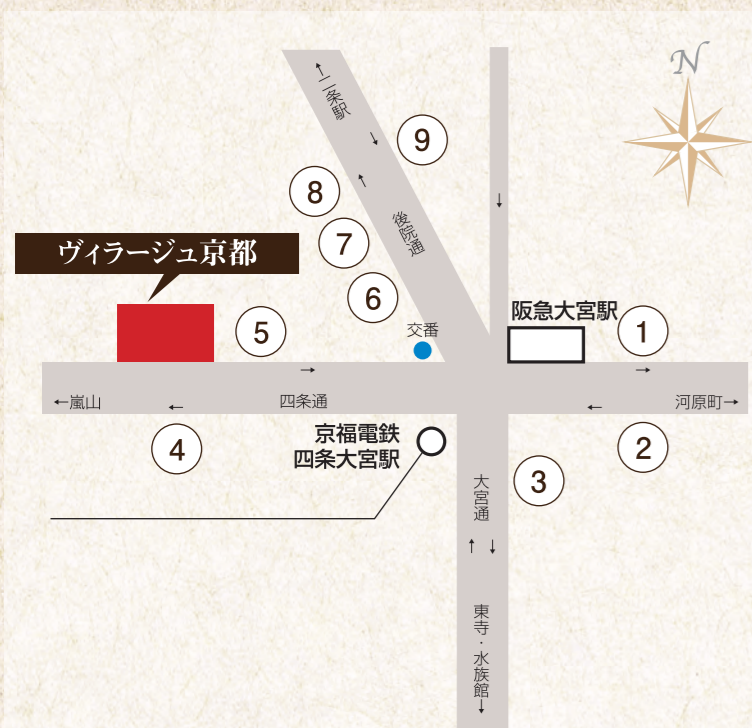 N
二条駅
9
8
後院通
7
ヴィラージュ京都
6
阪急大宮駅
交番
5
1
嵐山
四条通
河原町
京福電鉄
四条大宮駅
4
2
大宮通
3
東寺・水族館